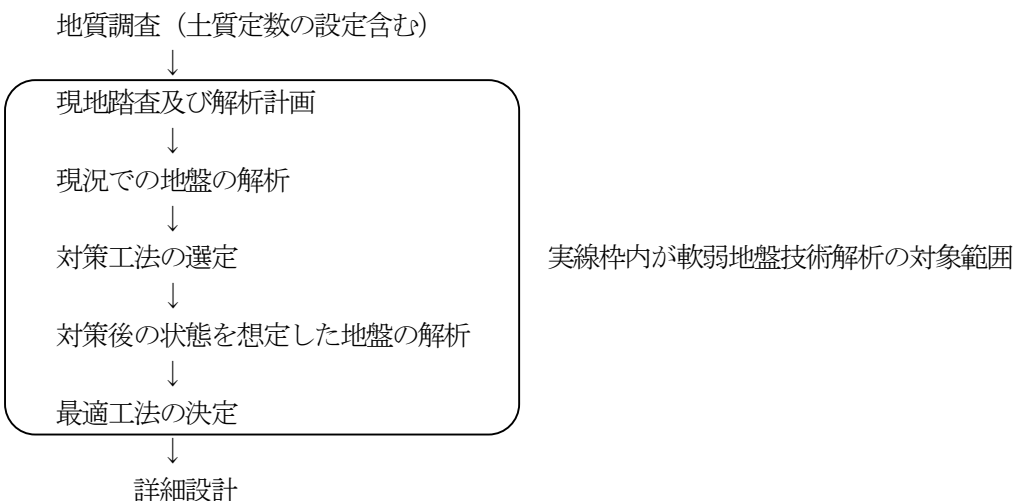 地質調査（土質定数の設定含む）
↓
現地踏査及び解析計画
↓
現況での地盤の解析
↓
対策工法の選定
実線枠内が軟弱地盤技術解析の対象範囲
↓
対策後の状態を想定した地盤の解析
↓
最適工法の決定
↓
詳細設計